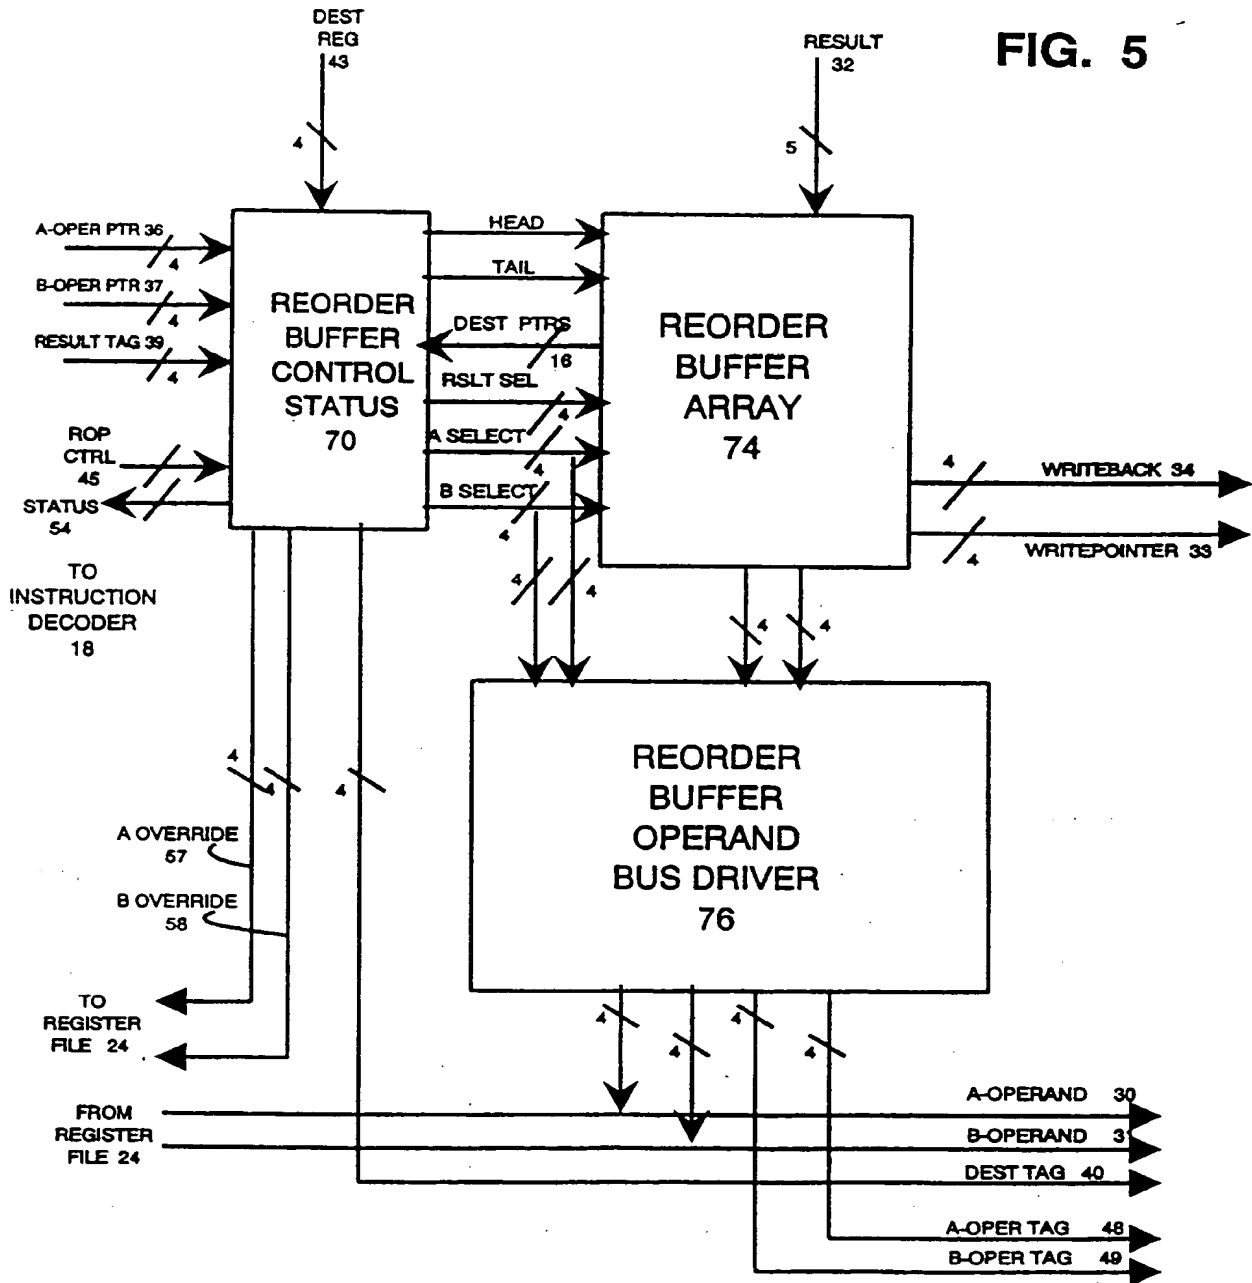 DEST
REG
43
RESULT
32
FIG. 5
4
5
A-OPER PTR 36
4
B-OPER PTR 37
4
RESULT TAG 39
4
ROP
CTRL
45
STATUS
54
TO
INSTRUCTION
DECODER
18
REORDER
BUFFER
CONTROL
STATUS
70
HEAD
TAIL
DEST PTRS
16
RSLT SEL
4
A SELECT
4
B SELECT
4
REORDER
BUFFER
ARRAY
74
4
WRITEBACK 34
WRITEPOINTER 33
4
4
4
4
4
REORDER
BUFFER
OPERAND
BUS DRIVER
76
4
4
4
A OVERRIDE
57
B OVERRIDE
58
TO
REGISTER
FILE 24
4
4
4
4
FROM
REGISTER
FILE 24
A-OPERAND 30
B-OPERAND 3
DEST TAG 40
A-OPER TAG 48
B-OPER TAG 49